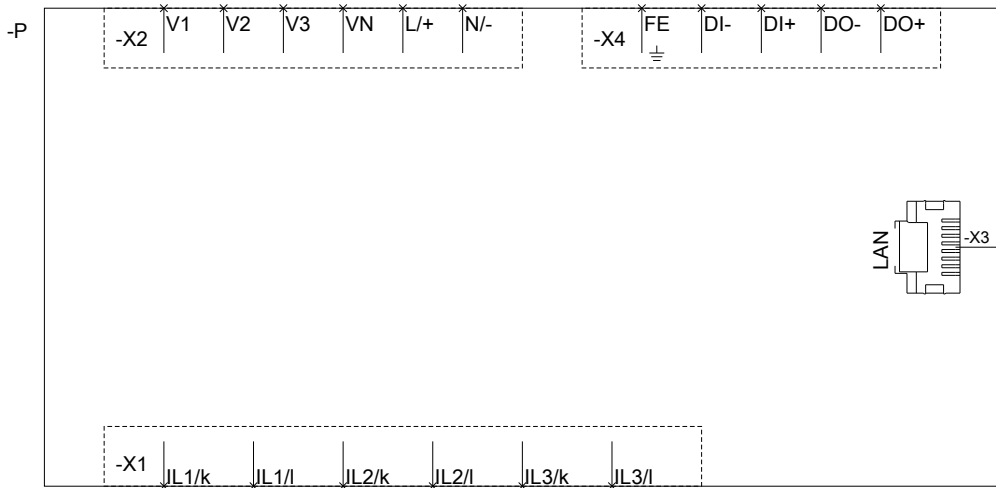 -P
-X2 V1 V2 V3 VN L/+ N/-
-X4 FE DI- DI+ DO- DO+
LAN
-X3
-X1 IL1/k IL1/l IL2/k IL2/l IL3/k IL3/l